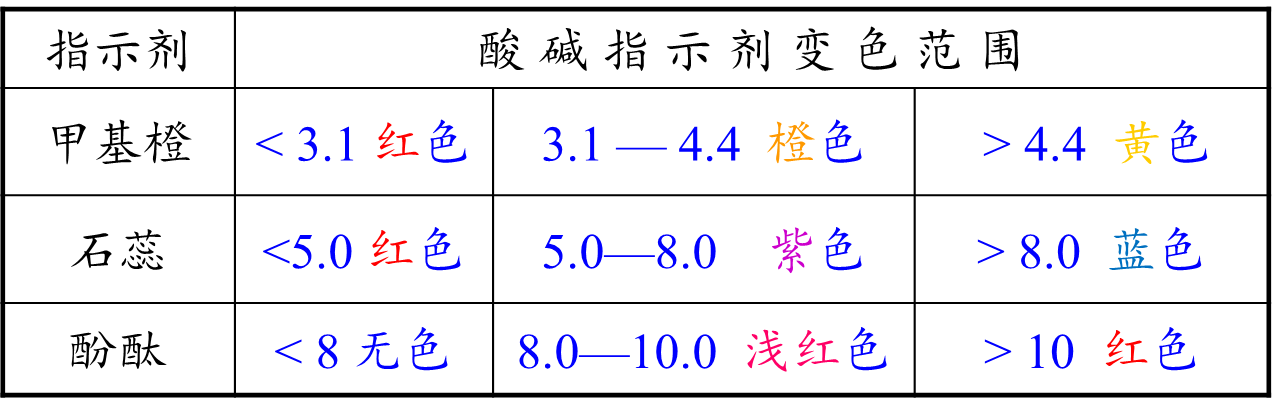 指示剂 酸碱指示剂变色范围
甲基橙 < 3.1 红色 3.1 — 4.4 橙色 > 4.4 黄色
石蕊 <5.0 红色 5.0—8.0 紫色 > 8.0 蓝色
酚酞 < 8 无色 8.0—10.0 浅红色 > 10 红色